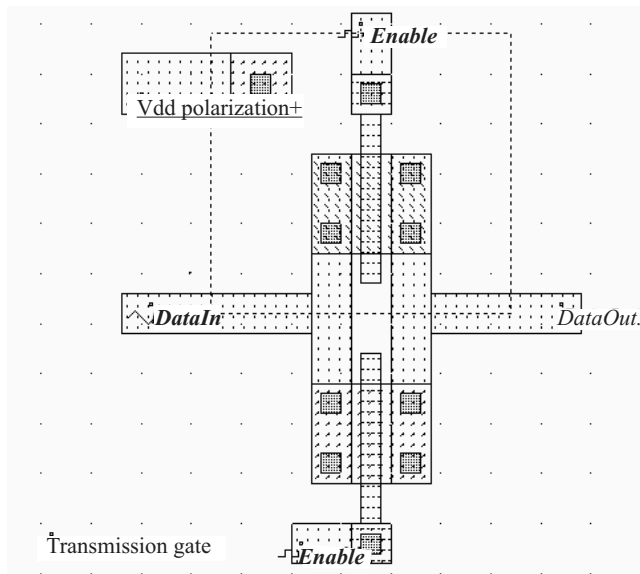 Enable
Vdd polarization+
DataIn
DataOut.
Transmission gate
Enable